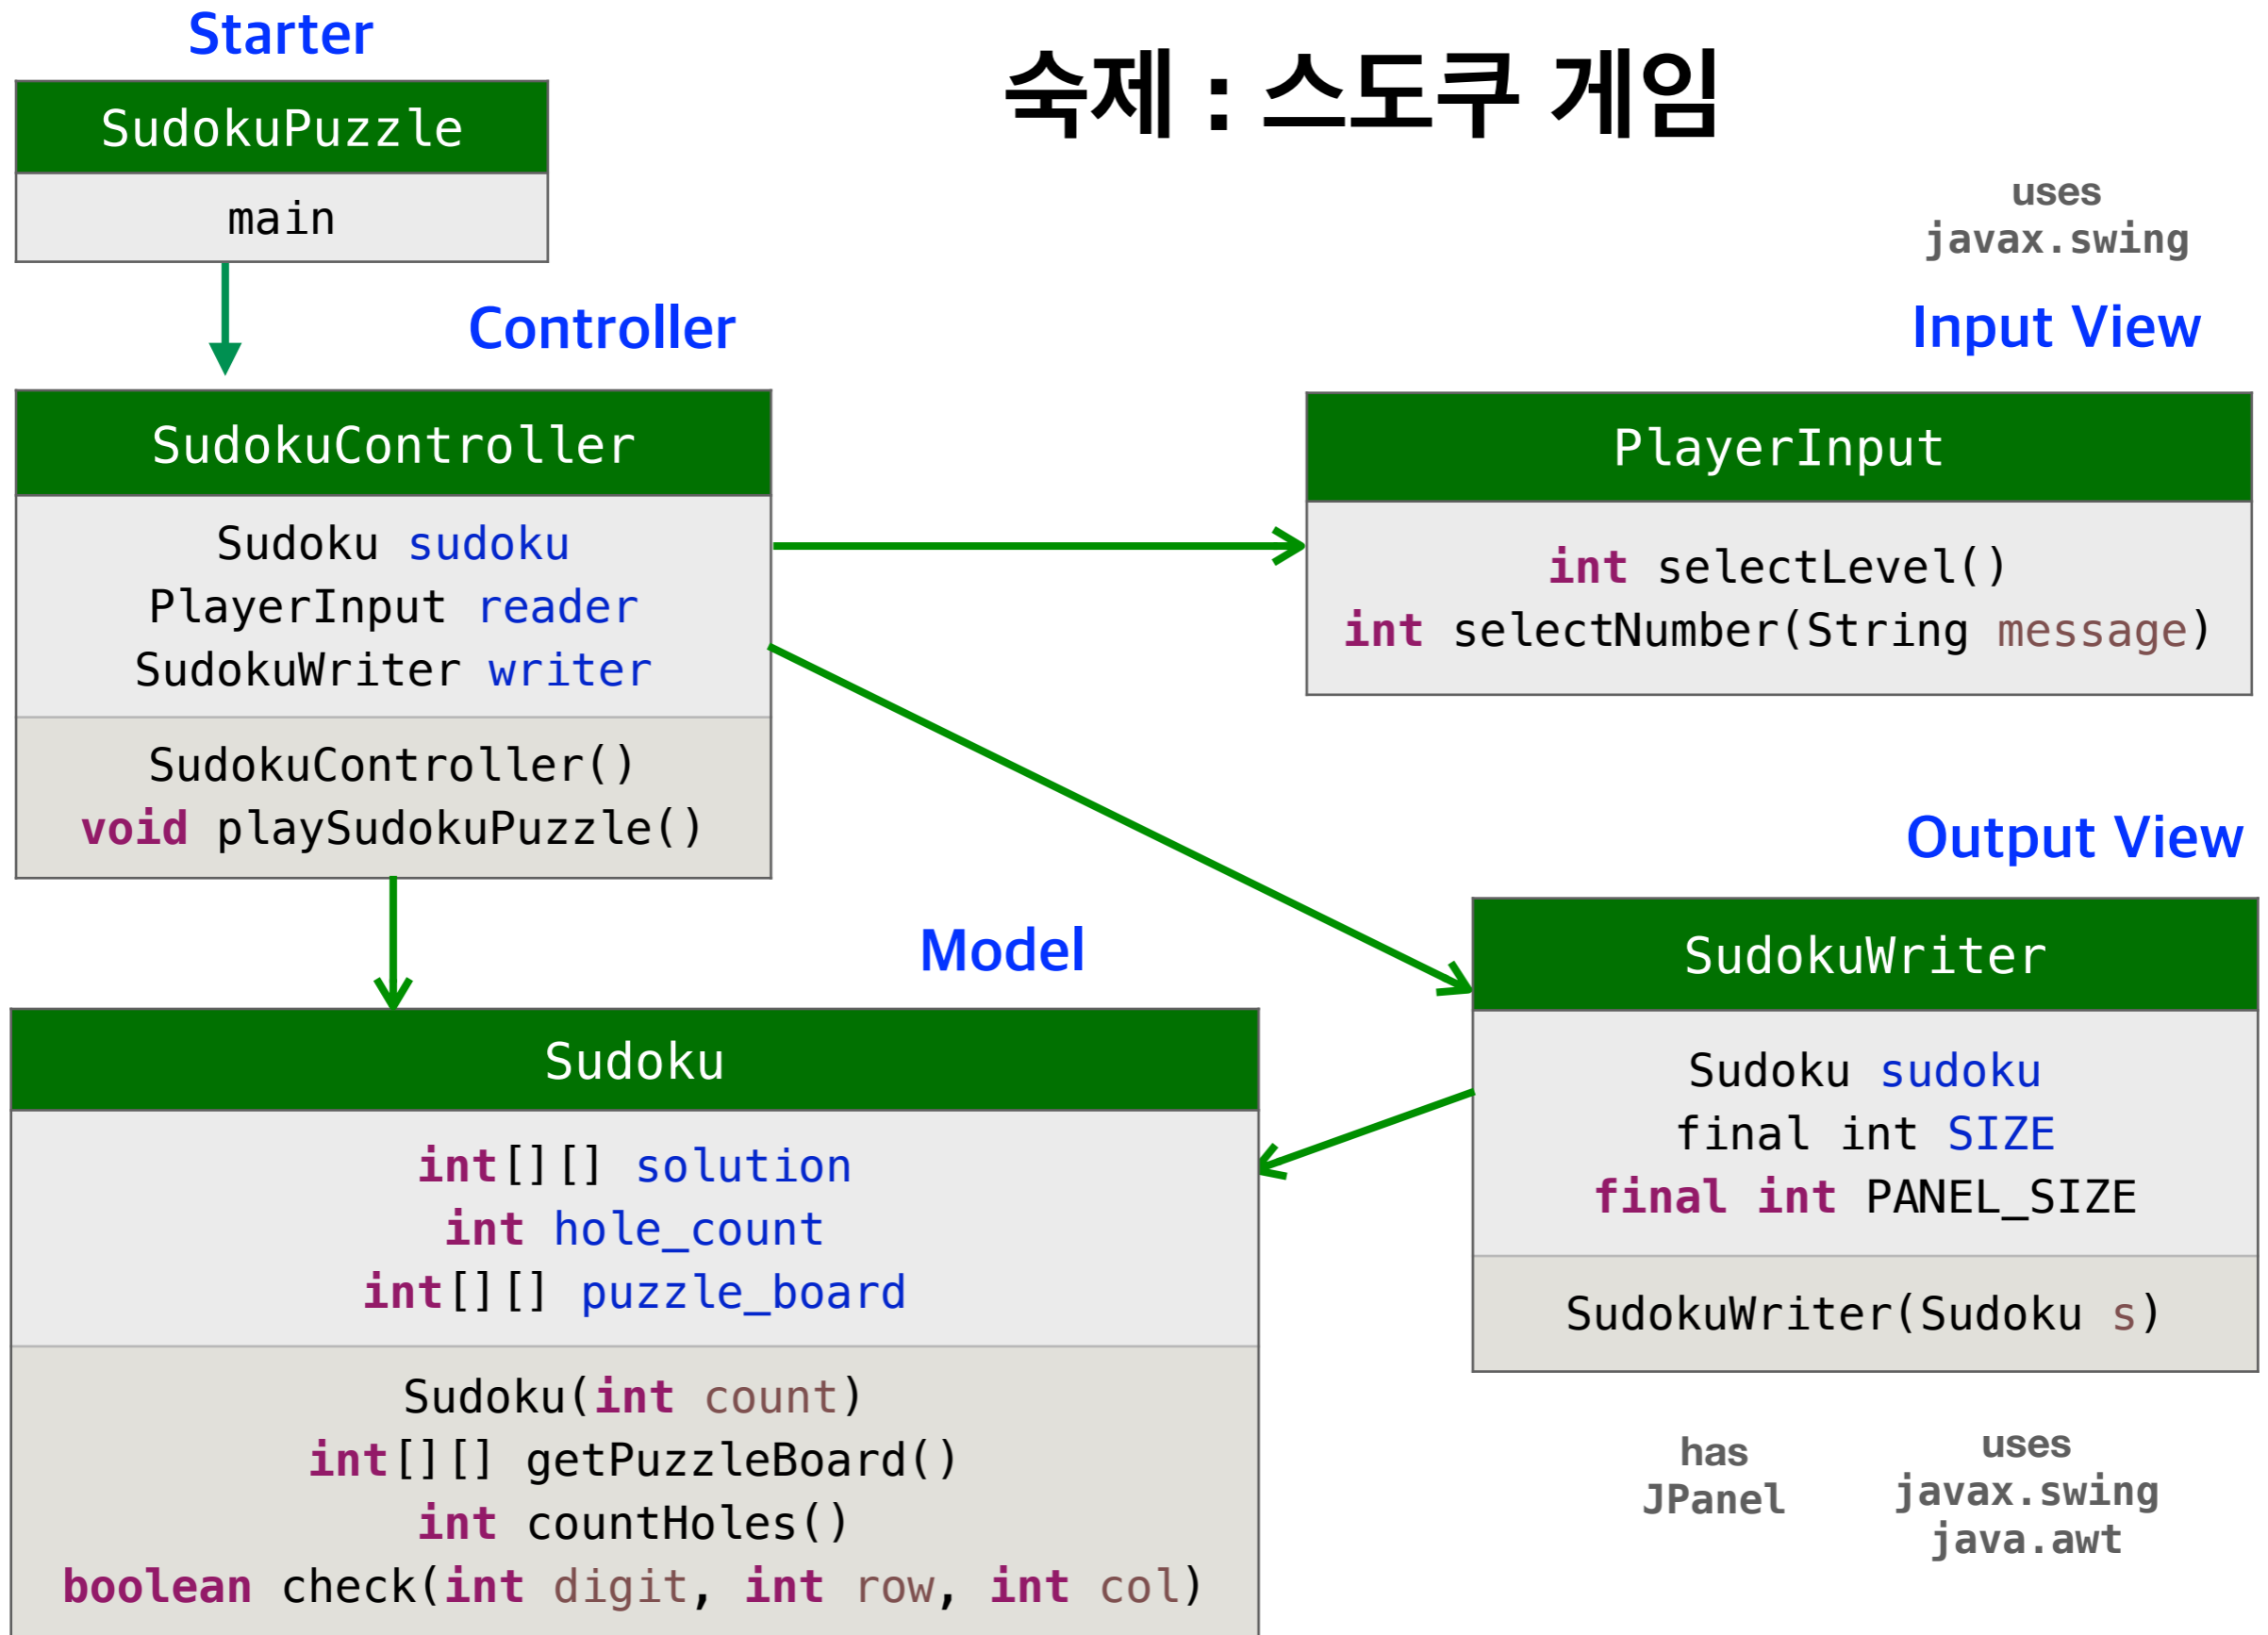 Starter
숙제 : 스도쿠 게임
SudokuPuzzle
main
uses
javax.swing
Controller
Input View
SudokuController
Sudoku sudoku
PlayerInput reader
SudokuWriter writer
SudokuController()
void playSudokuPuzzle()
PlayerInput
int selectLevel()
int selectNumber(String message)
Output View
Model
SudokuWriter
Sudoku sudoku
final int SIZE
final int PANEL_SIZE
SudokuWriter(Sudoku s)
Sudoku
int[][] solution
int hole_count
int[][] puzzle_board
Sudoku(int count)
int[][] getPuzzleBoard()
int countHoles()
boolean check(int digit, int row, int col)
has
JPanel
uses
javax.swing
java.awt